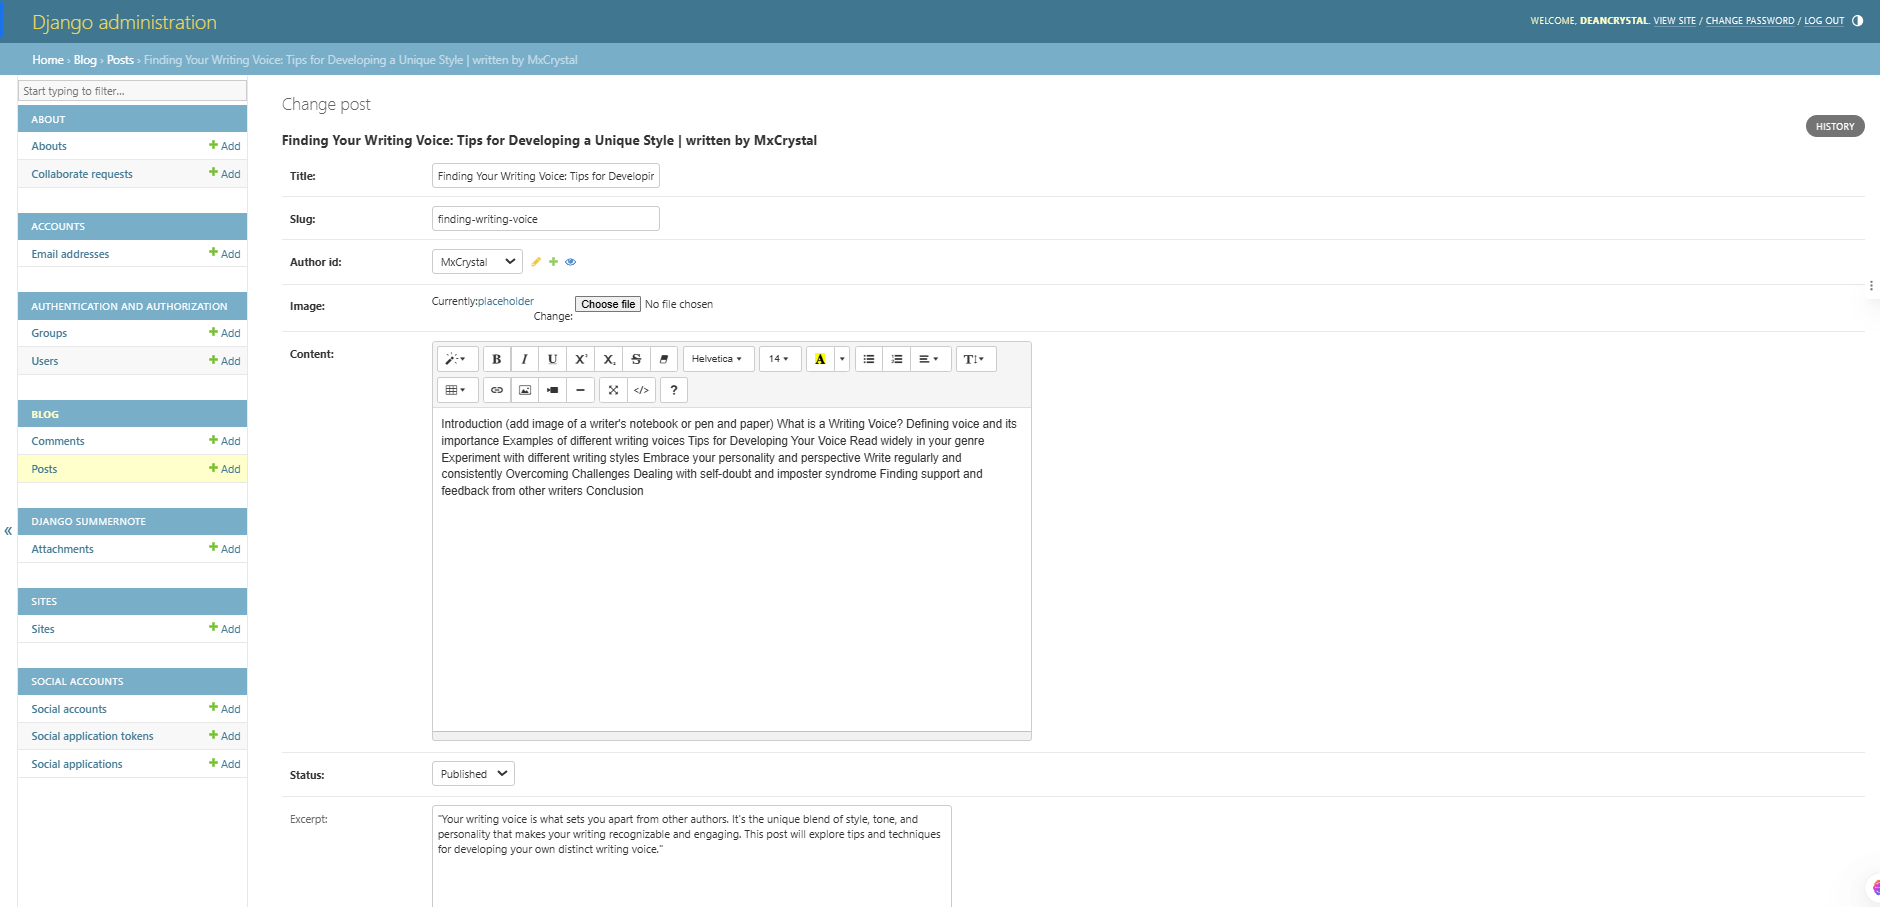 Django administration
WELCOME, DEANCRYSTAL. VIEW SITE / CHANGE PASSWORD / LOG OUT
Home › Blog › Posts › Finding Your Writing Voice: Tips for Developing a Unique Style | written by MxCrystal
Start typing to filter...
ABOUT
Abouts Add
Collaborate requests Add
ACCOUNTS
Email addresses Add
AUTHENTICATION AND AUTHORIZATION
Groups Add
Users Add
BLOG
Comments Add
Posts Add
DJANGO SUMMERNOTE
Attachments Add
SITES
Sites Add
SOCIAL ACCOUNTS
Social accounts Add
Social application tokens Add
Social applications Add
Change post
HISTORY
Finding Your Writing Voice: Tips for Developing a Unique Style | written by MxCrystal
Title: Finding Your Writing Voice: Tips for Developin
Slug: finding-writing-voice
Author id: MxCrystal
Image: Currently:placeholder
Change: Choose file No file chosen
Content:
B I U X² X₂ S Helvetica 14 A T
</> ?
Introduction (add image of a writer's notebook or pen and paper) What is a Writing Voice? Defining voice and its
importance Examples of different writing voices Tips for Developing Your Voice Read widely in your genre
Experiment with different writing styles Embrace your personality and perspective Write regularly and
consistently Overcoming Challenges Dealing with self-doubt and imposter syndrome Finding support and
feedback from other writers Conclusion
Status: Published
Excerpt:
"Your writing voice is what sets you apart from other authors. It's the unique blend of style, tone, and
personality that makes your writing recognizable and engaging. This post will explore tips and techniques
for developing your own distinct writing voice."